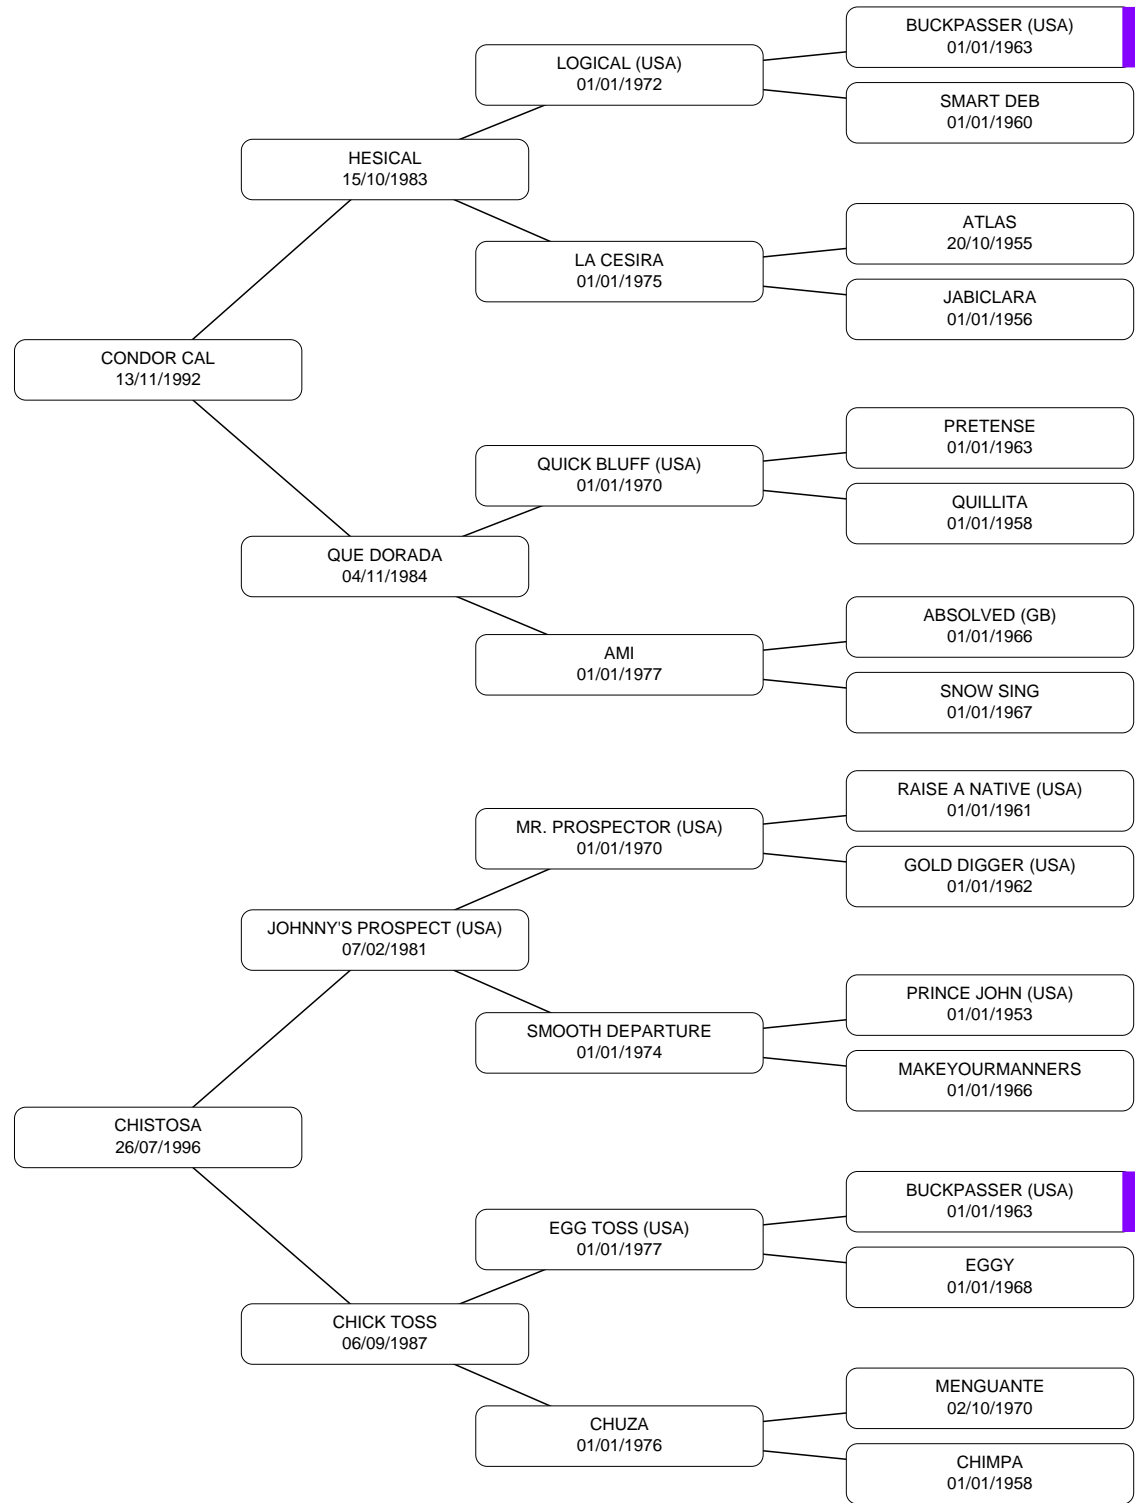 BUCKPASSER (USA)
01/01/1963
LOGICAL (USA)
01/01/1972
SMART DEB
01/01/1960
HESICAL
15/10/1983
ATLAS
20/10/1955
LA CESIRA
01/01/1975
JABICLARA
01/01/1956
CONDOR CAL
13/11/1992
PRETENSE
01/01/1963
QUICK BLUFF (USA)
01/01/1970
QUILLITA
01/01/1958
QUE DORADA
04/11/1984
ABSOLVED (GB)
01/01/1966
AMI
01/01/1977
SNOW SING
01/01/1967
RAISE A NATIVE (USA)
01/01/1961
MR. PROSPECTOR (USA)
01/01/1970
GOLD DIGGER (USA)
01/01/1962
JOHNNY'S PROSPECT (USA)
07/02/1981
PRINCE JOHN (USA)
01/01/1953
SMOOTH DEPARTURE
01/01/1974
MAKEYOURMANNERS
01/01/1966
CHISTOSA
26/07/1996
BUCKPASSER (USA)
01/01/1963
EGG TOSS (USA)
01/01/1977
EGGY
01/01/1968
CHICK TOSS
06/09/1987
MENGUANTE
02/10/1970
CHUZA
01/01/1976
CHIMPA
01/01/1958